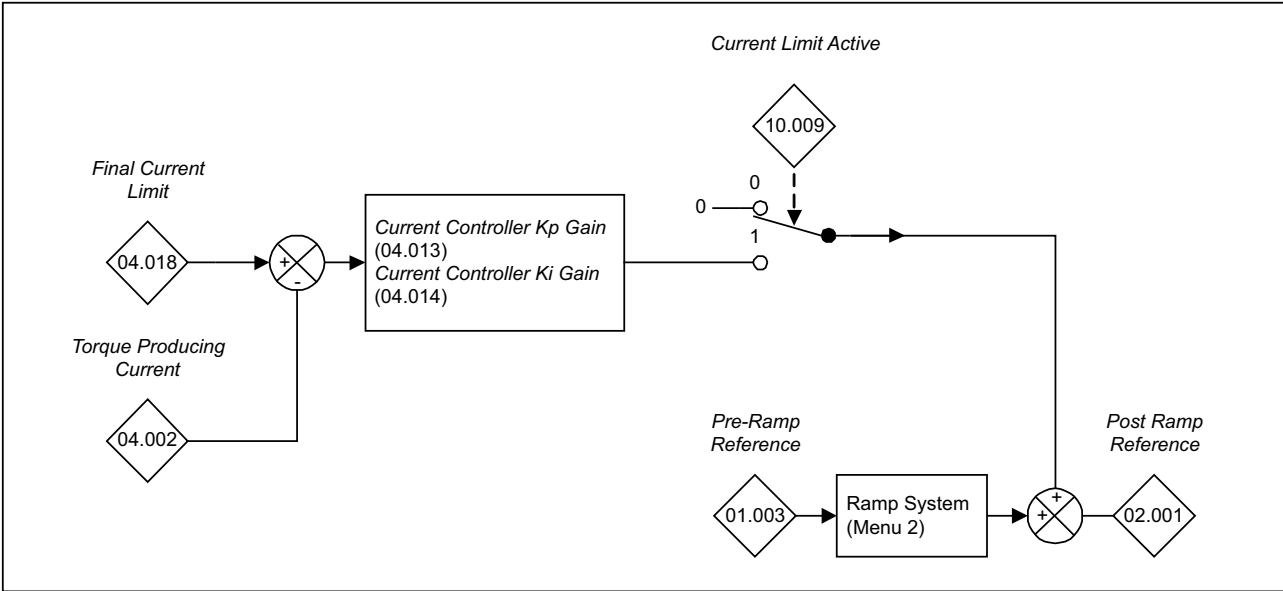 Current Limit Active
10.009
Final Current
Limit
0
0
Current Controller Kp Gain
(04.013)
1
Current Controller Ki Gain
(04.014)
04.018
+
-
Torque Producing
Current
04.002
Pre-Ramp
Reference
Post Ramp
Reference
01.003
Ramp System
(Menu 2)
+
+
02.001